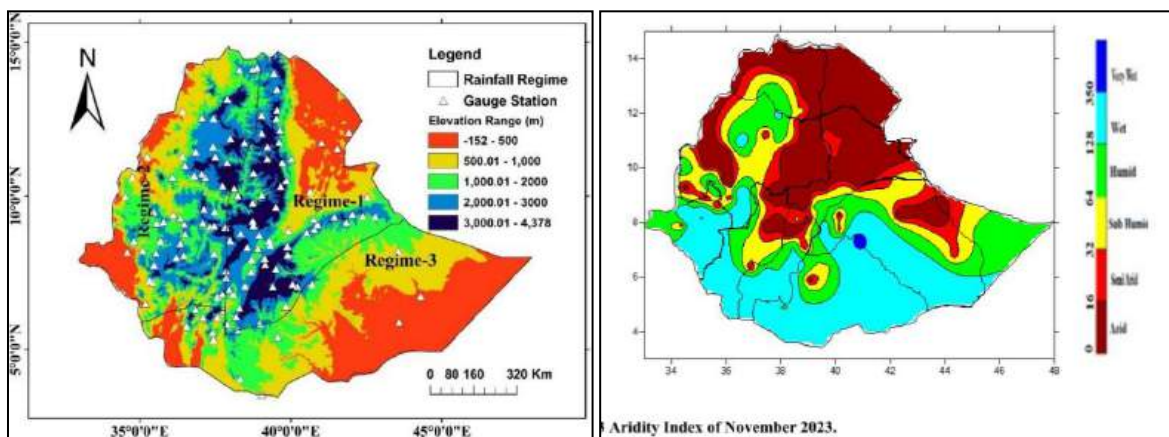 15°0'0"N
10°0'0"N
5°0'0"N
N
Legend
Rainfall Regime
Gauge Station
Elevation Range (m)
-152 - 500
500.01 - 1,000
1,000.01 - 2000
2,000.01 - 3000
3,000.01 - 4,378
Regime-2
Regime-1
Regime-3
0 80 160 320 Km
35°0'0"E 40°0'0"E 45°0'0"E
14
12
10
8
6
4
34 36 38 40 42 44 46 48
Very Wet
350
Wet
128
Humid
64
Sub Humid
32
Semi Arid
16
Arid
0
3 Aridity Index of November 2023.